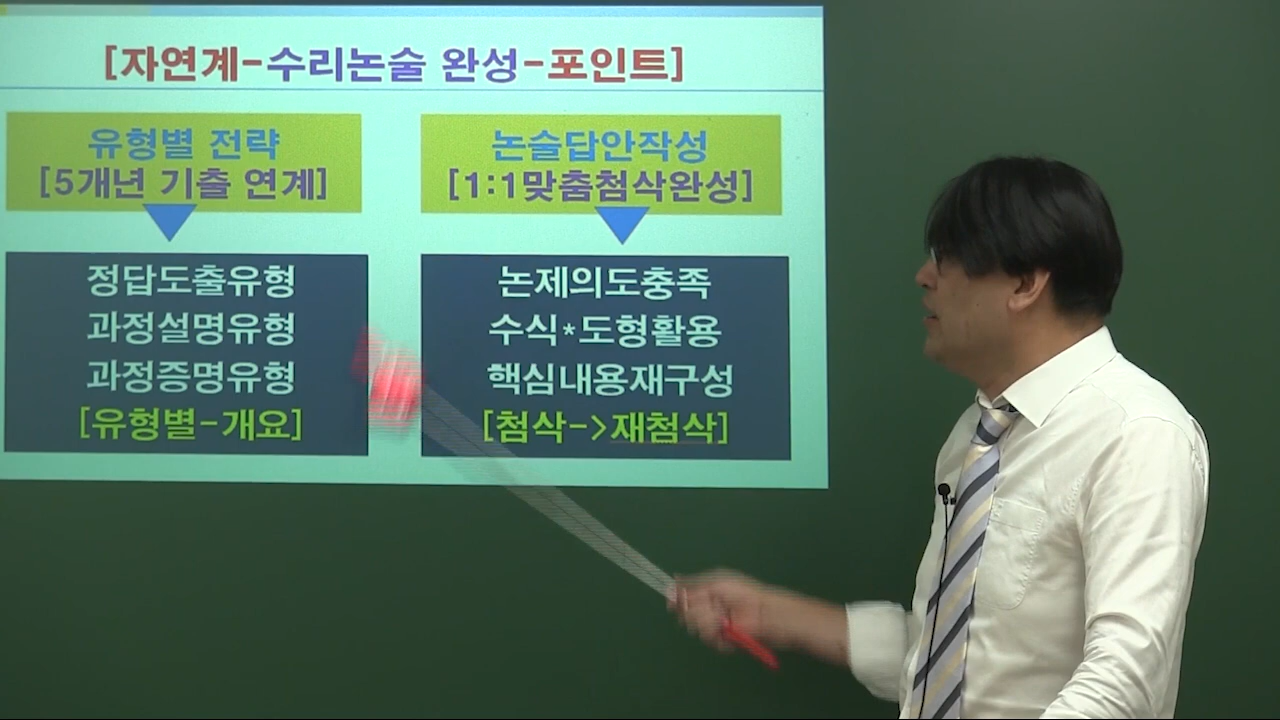 [자연계-수리논술 완성-포인트]
유형별 전략
[5개년 기출 연계]
정답도출유형
과정설명유형
과정증명유형
[유형별-개요]
논술답안작성
[1:1맞춤첨삭완성]
논제의도충족
수식*도형활용
핵심내용재구성
[첨삭->재첨삭]